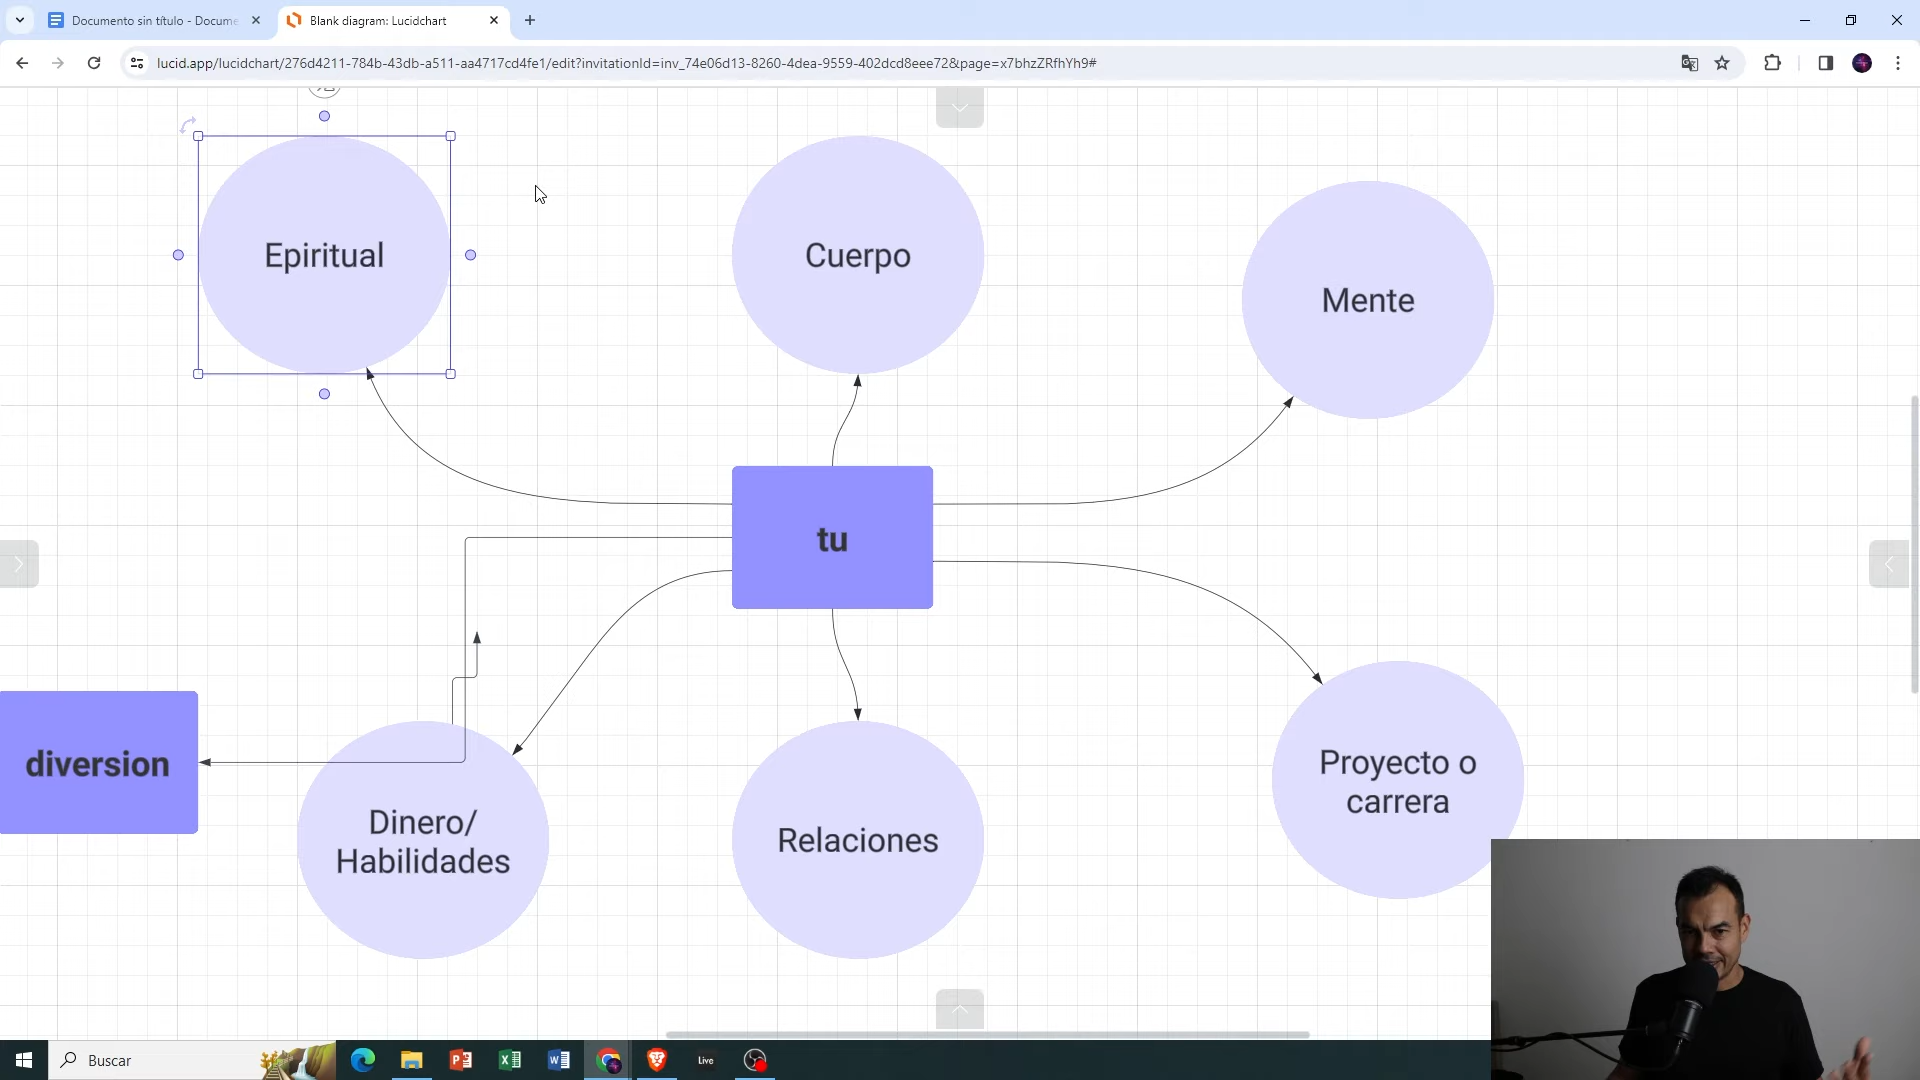 Documento sin título - Docume
Blank diagram: Lucidchart
lucid.app/lucidchart/276d4211-784b-43db-a511-aa4717cd4fe1/edit?invitationId=inv_74e06d13-8260-4dea-9559-402dcd8eee72&page=x7bhzZRfhYh9#
Epiritual
Cuerpo
Mente
tu
diversion
Dinero/
Habilidades
Relaciones
Proyecto o
carrera
Buscar
Live